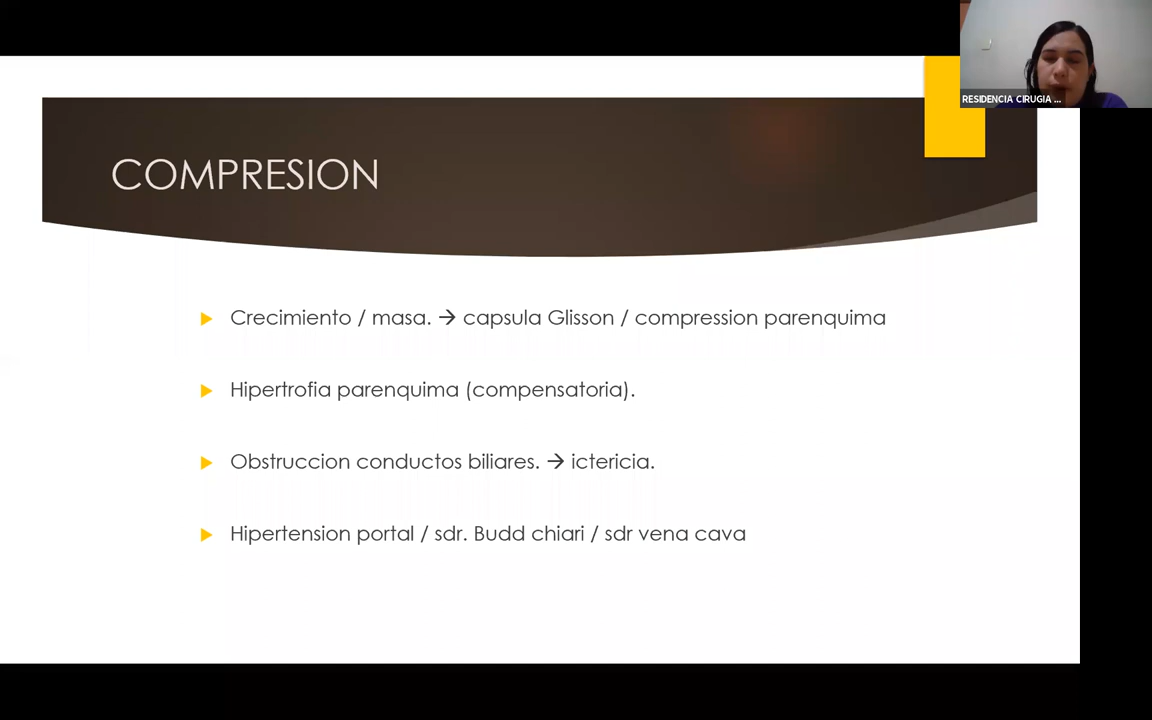 RESIDENCIA CIRUGIA ...
COMPRESION
Crecimiento / masa. → capsula Glisson / compression parenquima
Hipertrofia parenquima (compensatoria).
Obstruccion conductos biliares. → ictericia.
Hipertension portal / sdr. Budd chiari / sdr vena cava